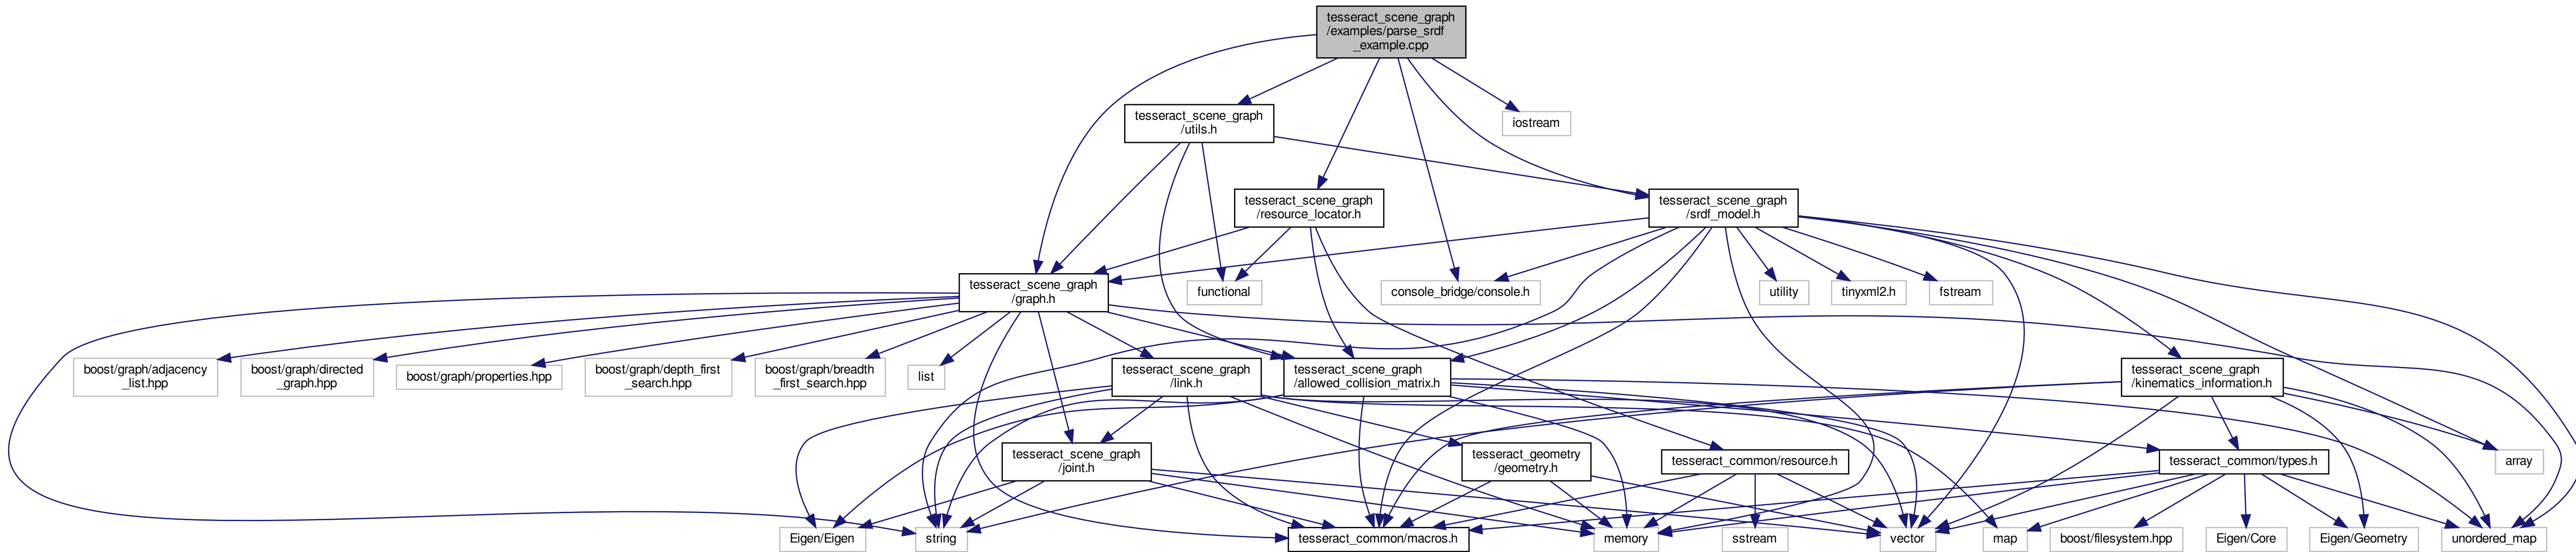 tesseract_scene_graph
/examples/parse_srdf
_example.cpp
tesseract_scene_graph
/utils.h
iostream
tesseract_scene_graph
/resource_locator.h
tesseract_scene_graph
/srdf_model.h
tesseract_scene_graph
/graph.h
functional
console_bridge/console.h
utility
tinyxml2.h
fstream
boost/graph/adjacency
_list.hpp
boost/graph/directed
_graph.hpp
boost/graph/properties.hpp
boost/graph/depth_first
_search.hpp
boost/graph/breadth
_first_search.hpp
list
tesseract_scene_graph
/link.h
tesseract_scene_graph
/allowed_collision_matrix.h
tesseract_scene_graph
/kinematics_information.h
tesseract_scene_graph
/joint.h
tesseract_geometry
/geometry.h
tesseract_common/resource.h
tesseract_common/types.h
array
Eigen/Eigen
string
tesseract_common/macros.h
memory
sstream
vector
map
boost/filesystem.hpp
Eigen/Core
Eigen/Geometry
unordered_map